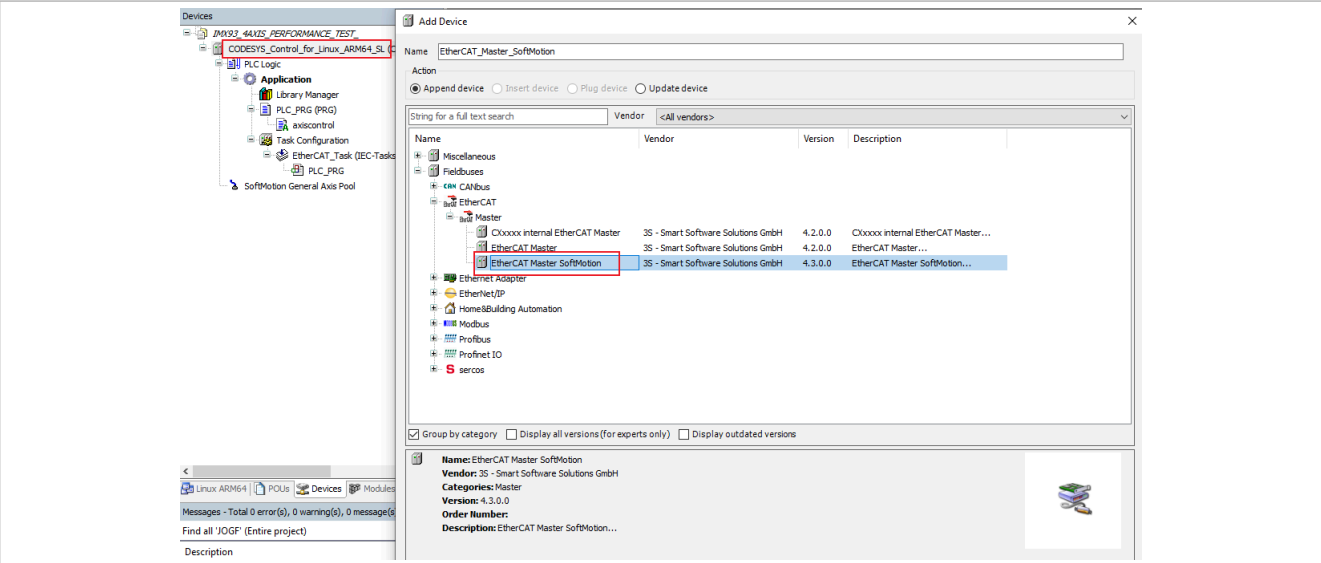 Devices
IMX93_4AXIS_PERFORMANCE_TEST_
CODESYS_Control_for_Linux_ARM64_SL (C
PLC Logic
Application
Library Manager
PLC_PRG (PRG)
axiscontrol
Task Configuration
EtherCAT_Task (IEC-Tasks
PLC_PRG
SoftMotion General Axis Pool
Linux ARM64 POUs Devices Modules
Messages - Total 0 error(s), 0 warning(s), 0 message(s
Find all 'JOGF' (Entire project)
Description
Add Device
Name EtherCAT_Master_SoftMotion
Action
Append device Insert device Plug device Update device
String for a full text search Vendor <All vendors>
Name Vendor Version Description
Miscellaneous
Fieldbuses
CAN CANbus
EtherCAT
Master
CXxxxx internal EtherCAT Master 3S - Smart Software Solutions GmbH 4.2.0.0 CXxxxx internal EtherCAT Master...
EtherCAT Master 3S - Smart Software Solutions GmbH 4.2.0.0 EtherCAT Master...
EtherCAT Master SoftMotion 3S - Smart Software Solutions GmbH 4.3.0.0 EtherCAT Master SoftMotion...
Ethernet Adapter
EtherNet/IP
Home&Building Automation
Modbus
Profibus
Profinet IO
S sercos
Group by category Display all versions (for experts only) Display outdated versions
Name: EtherCAT Master SoftMotion
Vendor: 3S - Smart Software Solutions GmbH
Categories: Master
Version: 4.3.0.0
Order Number:
Description: EtherCAT Master SoftMotion...